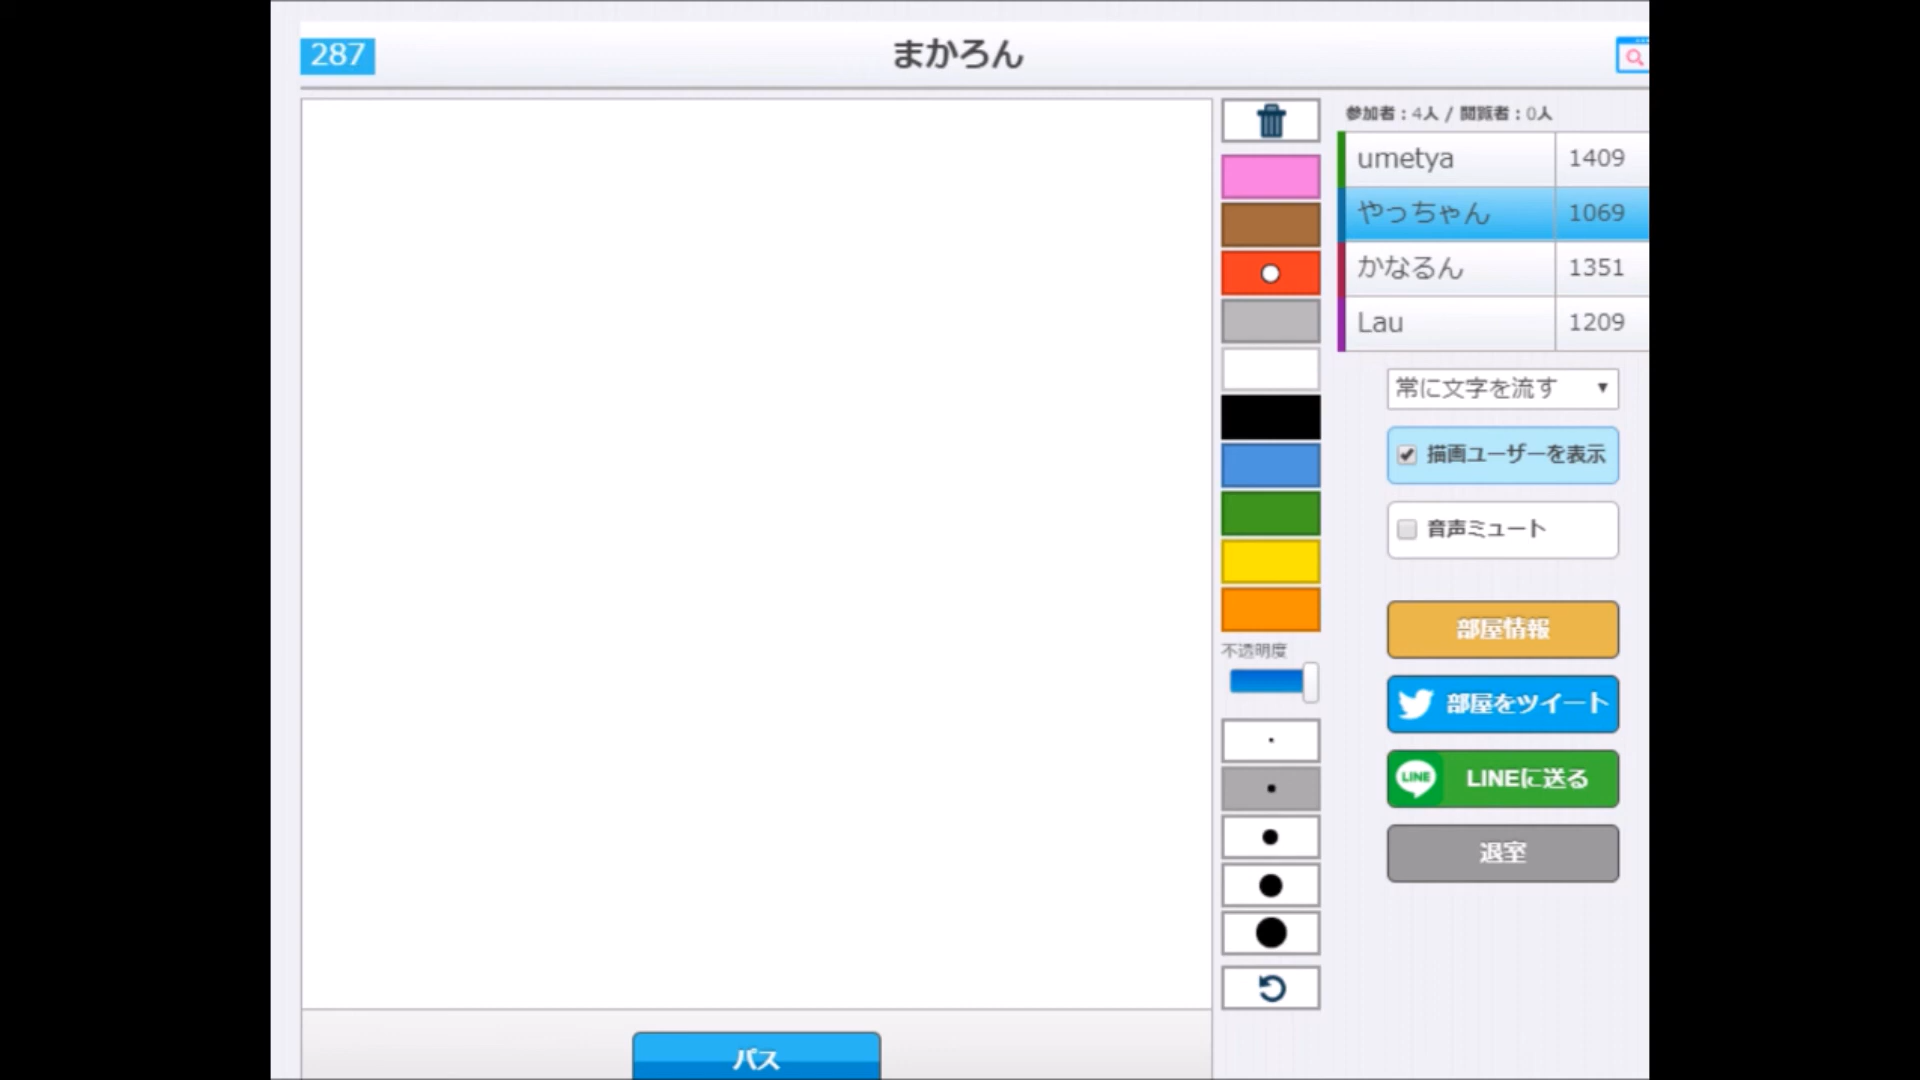 287
まかろん
参加者：4人 / 閲覧者：0人
umetya 1409
やっちゃん 1069
かなるん 1351
Lau 1209
常に文字を流す
描画ユーザーを表示
音声ミュート
不透明度
部屋情報
部屋をツイート
LINE LINEに送る
退室
パス